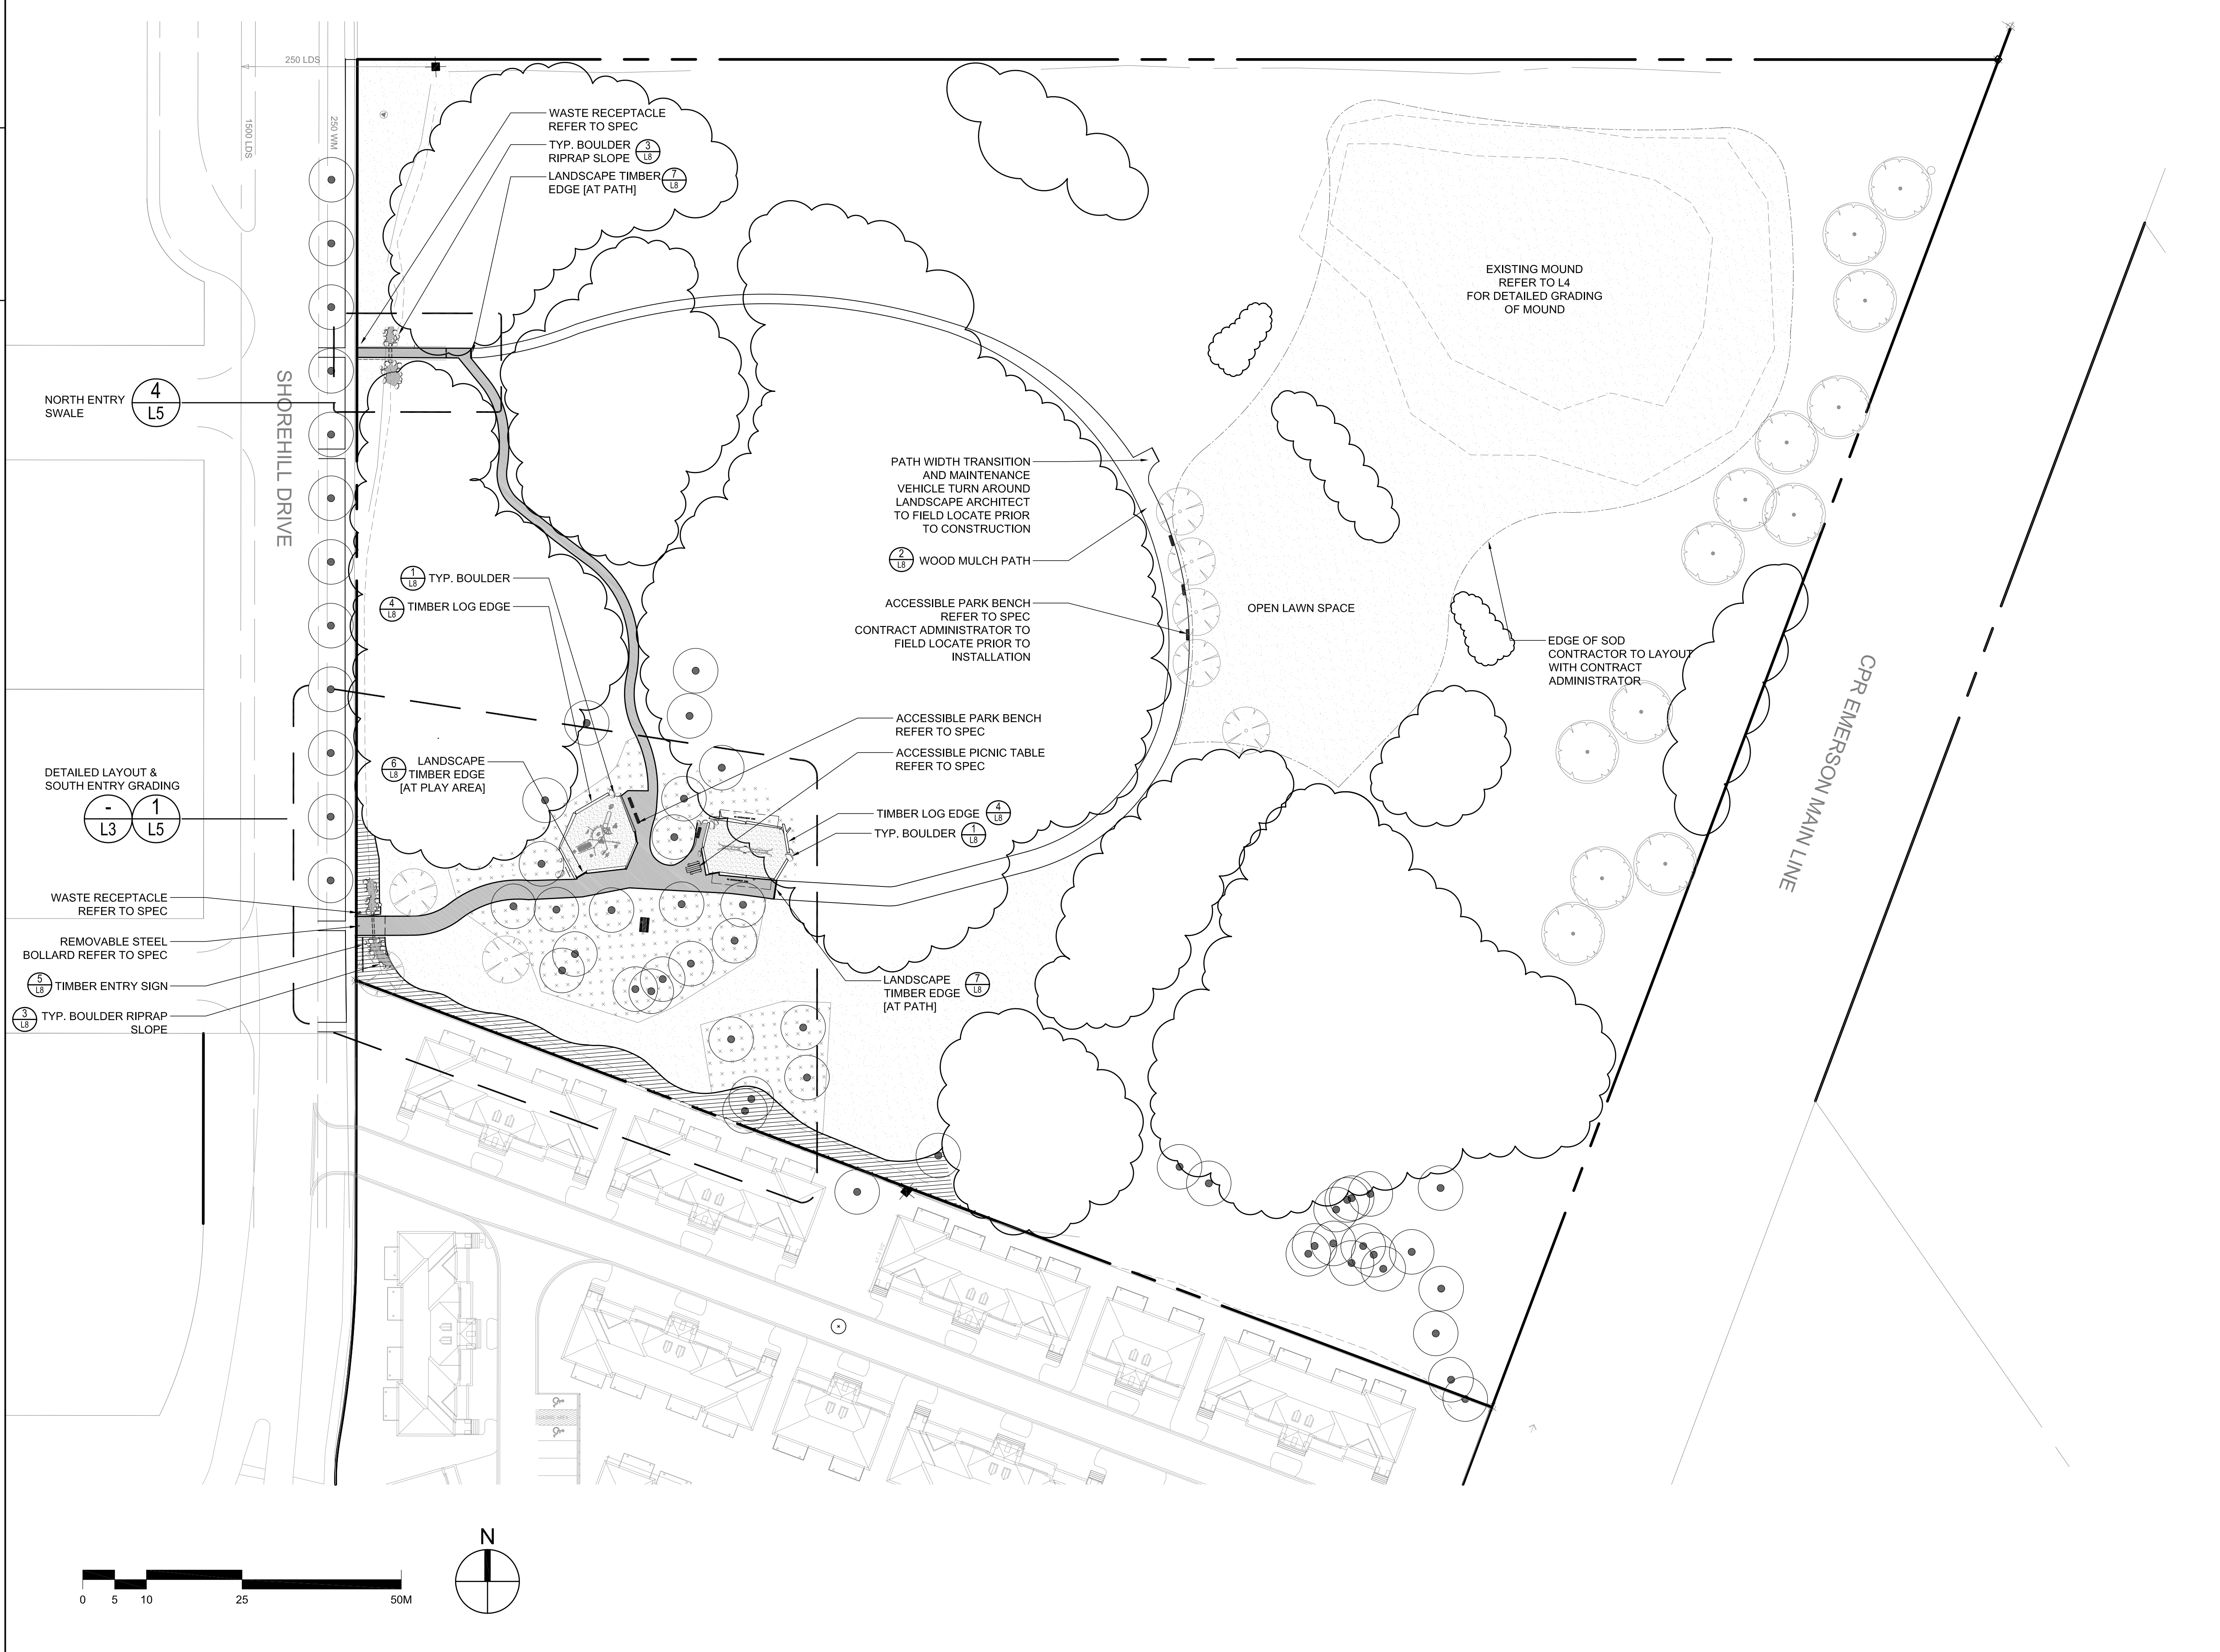 250 LDS
1500 LDS
250 WM
WASTE RECEPTACLE
REFER TO SPEC
TYP. BOULDER
RIPRAP SLOPE
3
L8
LANDSCAPE TIMBER
EDGE [AT PATH]
7
L8
EXISTING MOUND
REFER TO L4
FOR DETAILED GRADING
OF MOUND
NORTH ENTRY
SWALE
4
L5
SHOREHILL DRIVE
PATH WIDTH TRANSITION
AND MAINTENANCE
VEHICLE TURN AROUND
LANDSCAPE ARCHITECT
TO FIELD LOCATE PRIOR
TO CONSTRUCTION
2
L8
WOOD MULCH PATH
1
L8
TYP. BOULDER
4
L8
TIMBER LOG EDGE
ACCESSIBLE PARK BENCH
REFER TO SPEC
CONTRACT ADMINISTRATOR TO
FIELD LOCATE PRIOR TO
INSTALLATION
OPEN LAWN SPACE
EDGE OF SOD
CONTRACTOR TO LAYOUT
WITH CONTRACT
ADMINISTRATOR
CPR EMERSON MAIN LINE
ACCESSIBLE PARK BENCH
REFER TO SPEC
ACCESSIBLE PICNIC TABLE
REFER TO SPEC
6
L8
LANDSCAPE
TIMBER EDGE
[AT PLAY AREA]
DETAILED LAYOUT &
SOUTH ENTRY GRADING
-
L3
1
L5
TIMBER LOG EDGE
4
L8
TYP. BOULDER
1
L8
WASTE RECEPTACLE
REFER TO SPEC
REMOVABLE STEEL
BOLLARD REFER TO SPEC
5
L8
TIMBER ENTRY SIGN
3
L8
TYP. BOULDER RIPRAP
SLOPE
LANDSCAPE
TIMBER EDGE
[AT PATH]
7
L8
N
0 5 10 25 50M